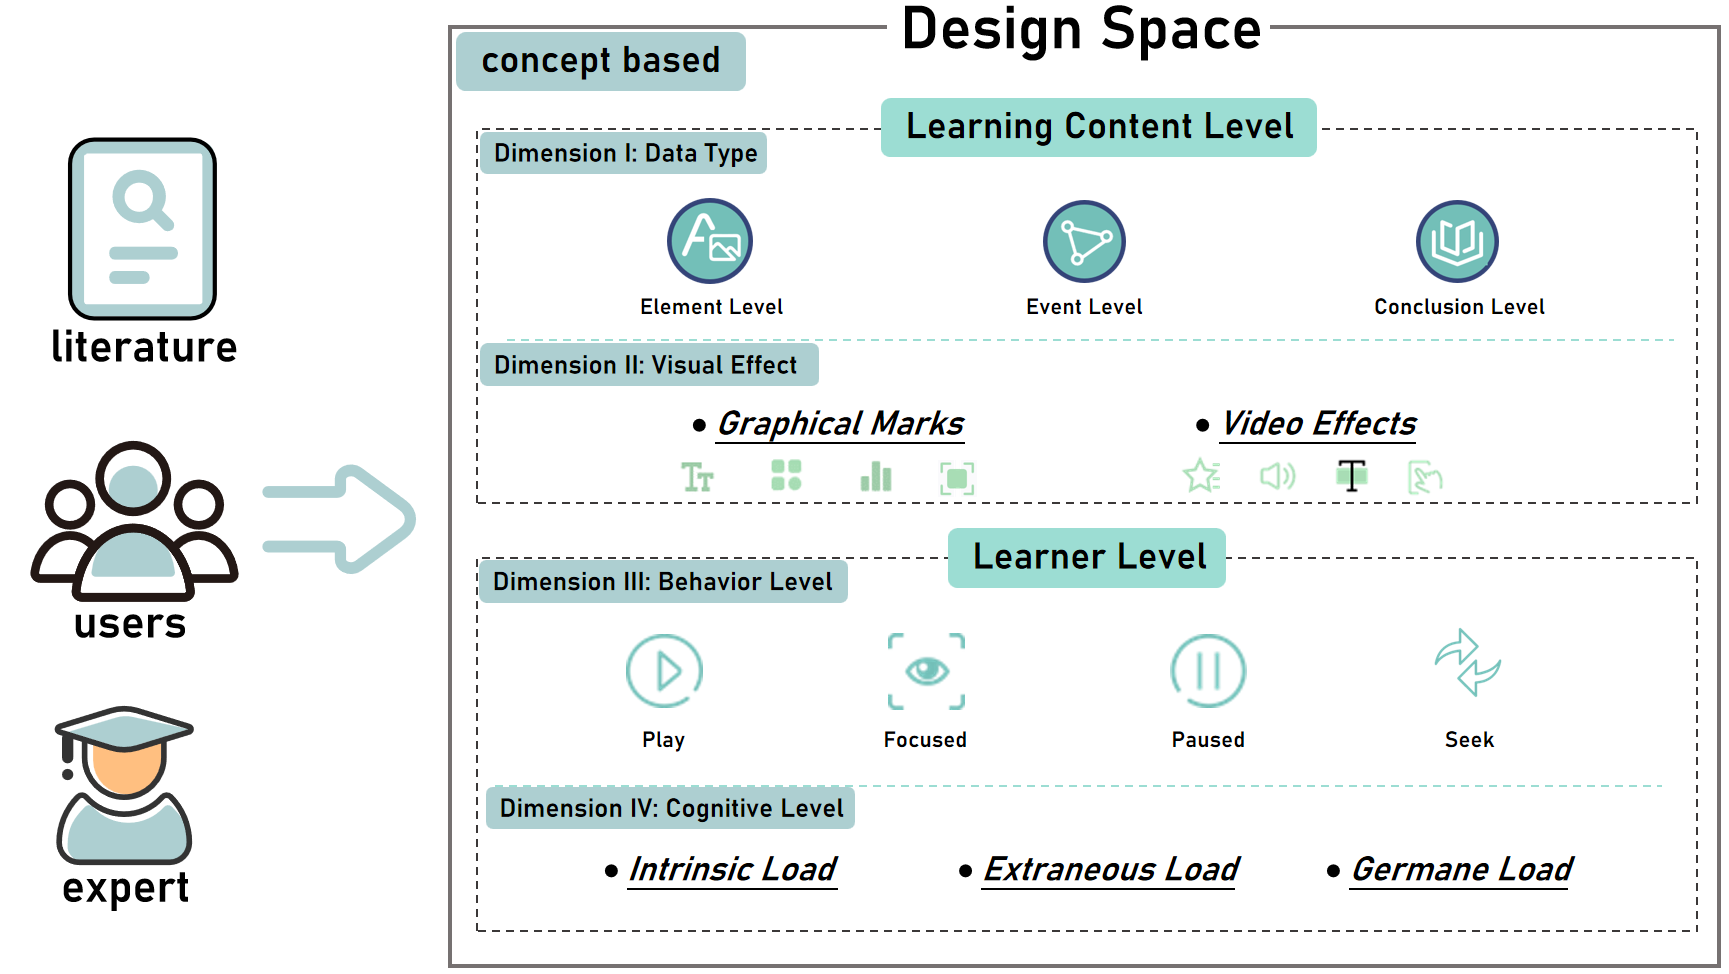 Design Space
concept based
Learning Content Level
Dimension I: Data Type
Element Level
Event Level
Conclusion Level
Dimension II: Visual Effect
• Graphical Marks
• Video Effects
Learner Level
Dimension III: Behavior Level
Play
Focused
Paused
Seek
Dimension IV: Cognitive Level
• Intrinsic Load
• Extraneous Load
• Germane Load
literature
users
expert